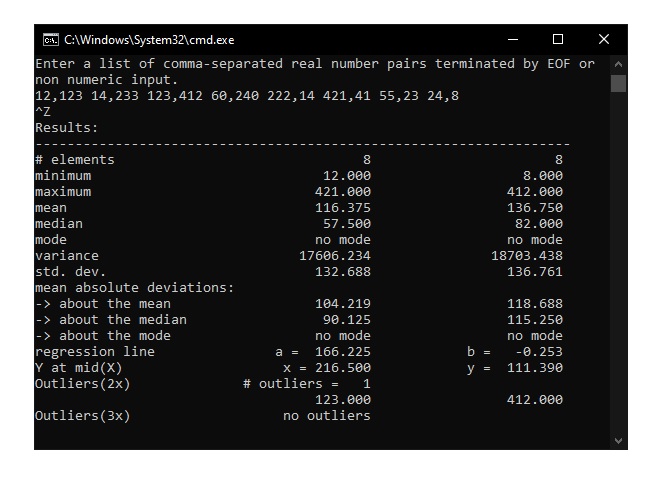 C:\Windows\System32\cmd.exe
Enter a list of comma-separated real number pairs terminated by EOF or
non numeric input.
12,123 14,233 123,412 60,240 222,14 421,41 55,23 24,8
^Z
Results:
-------------------------------------------------------------------
# elements 8 8
minimum 12.000 8.000
maximum 421.000 412.000
mean 116.375 136.750
median 57.500 82.000
mode no mode no mode
variance 17606.234 18703.438
std. dev. 132.688 136.761
mean absolute deviations:
-> about the mean 104.219 118.688
-> about the median 90.125 115.250
-> about the mode no mode no mode
regression line a = 166.225 b = -0.253
Y at mid(X) x = 216.500 y = 111.390
Outliers(2x) # outliers = 1
123.000 412.000
Outliers(3x) no outliers